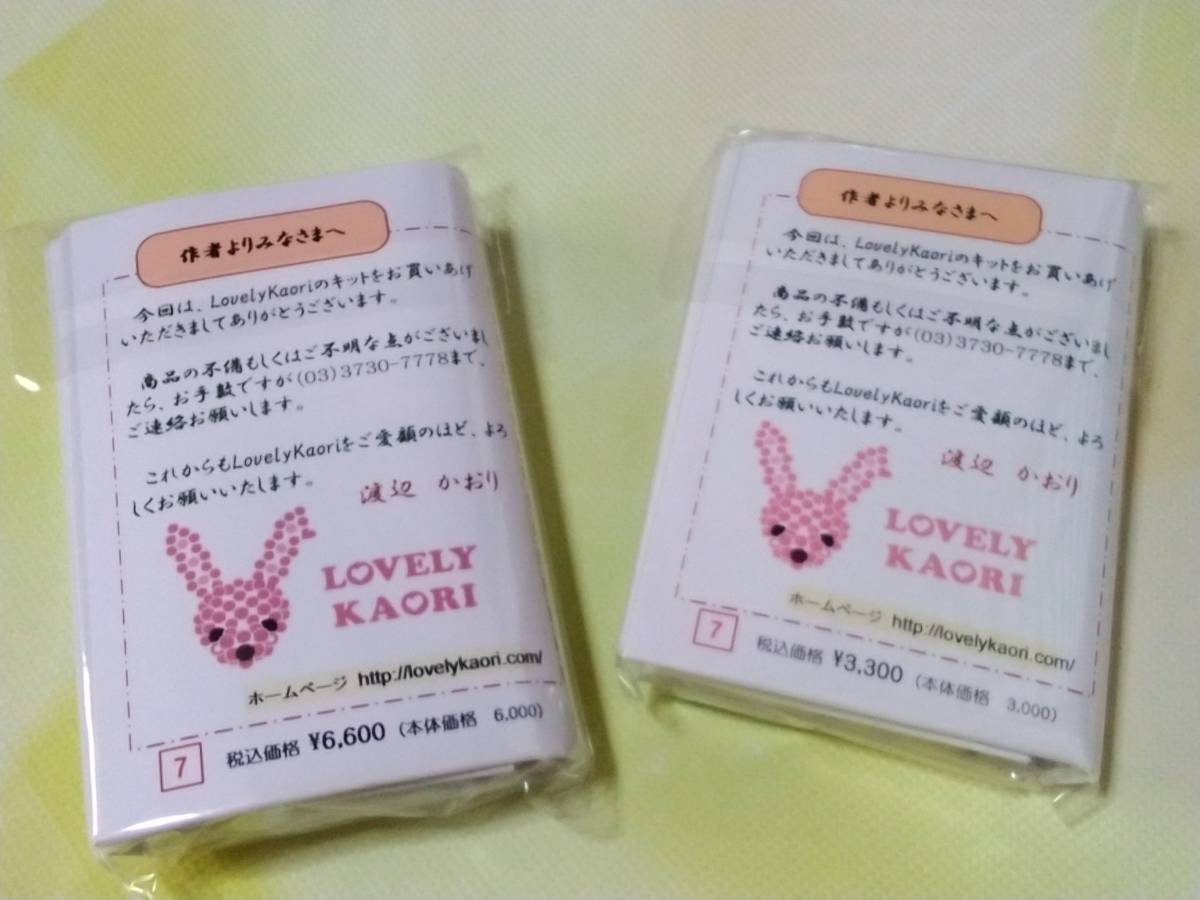 作者よりみなさまへ
今回は、LovelyKaoriのキットをお買いあげ
いただきましてありがとうございます。
商品の不備もしくはご不明な点がございまし
たら、お手数ですが(03)3730-7778まで、
ご連絡お願いします。
これからもLovelyKaoriをご愛顧のほど、よろ
しくお願いいたします。
渡辺 かおり
LOVELY
KAORI
ホームページ http://lovelykaori.com/
7 税込価格 ¥6,600 (本体価格 6,000)
作者よりみなさまへ
今回は、LovelyKaoriのキットをお買いあげ
いただきましてありがとうございます。
商品の不備もしくはご不明な点がございまし
たら、お手数ですが(03)3730-7778まで、
ご連絡お願いします。
これからもLovelyKaoriをご愛顧のほど、よろ
しくお願いいたします。
渡辺 かおり
LOVELY
KAORI
ホームページ http://lovelykaori.com/
7 税込価格 ¥3,300 (本体価格 3,000)